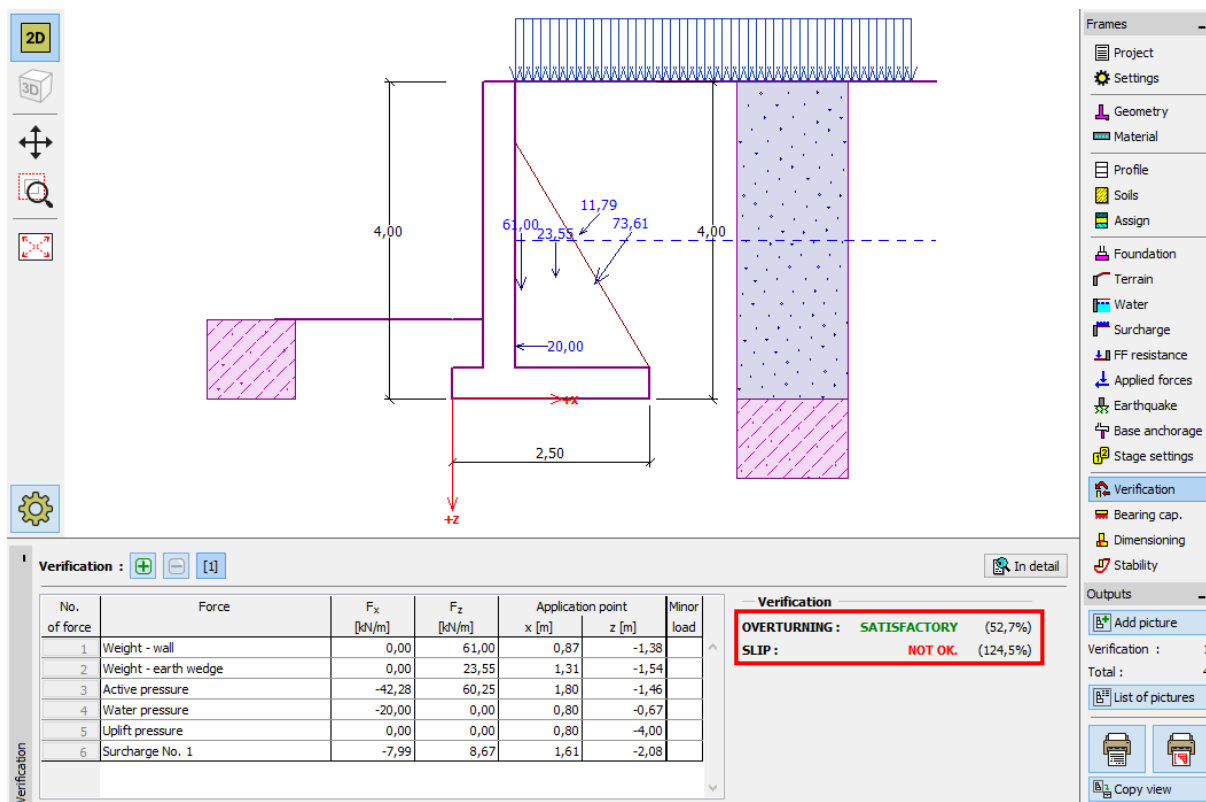 2D
3D
4,00
61,00
23,55
11,79
73,61
4,00
20,00
+x
2,50
+z
Frames
Project
Settings
Geometry
Material
Profile
Soils
Assign
Foundation
Terrain
Water
Surcharge
FF resistance
Applied forces
Earthquake
Base anchorage
Stage settings
Verification
Bearing cap.
Dimensioning
Stability
Outputs
Add picture
Verification :
Total :
List of pictures
Copy view
Verification
Verification : [1]
In detail
No. Force Fx Fz Application point Minor
of force [kN/m] [kN/m] x [m] z [m] load
1 Weight - wall 0,00 61,00 0,87 -1,38
2 Weight - earth wedge 0,00 23,55 1,31 -1,54
3 Active pressure -42,28 60,25 1,80 -1,46
4 Water pressure -20,00 0,00 0,80 -0,67
5 Uplift pressure 0,00 0,00 0,80 -4,00
6 Surcharge No. 1 -7,99 8,67 1,61 -2,08
Verification
OVERTURNING : SATISFACTORY (52,7%)
SLIP : NOT OK. (124,5%)